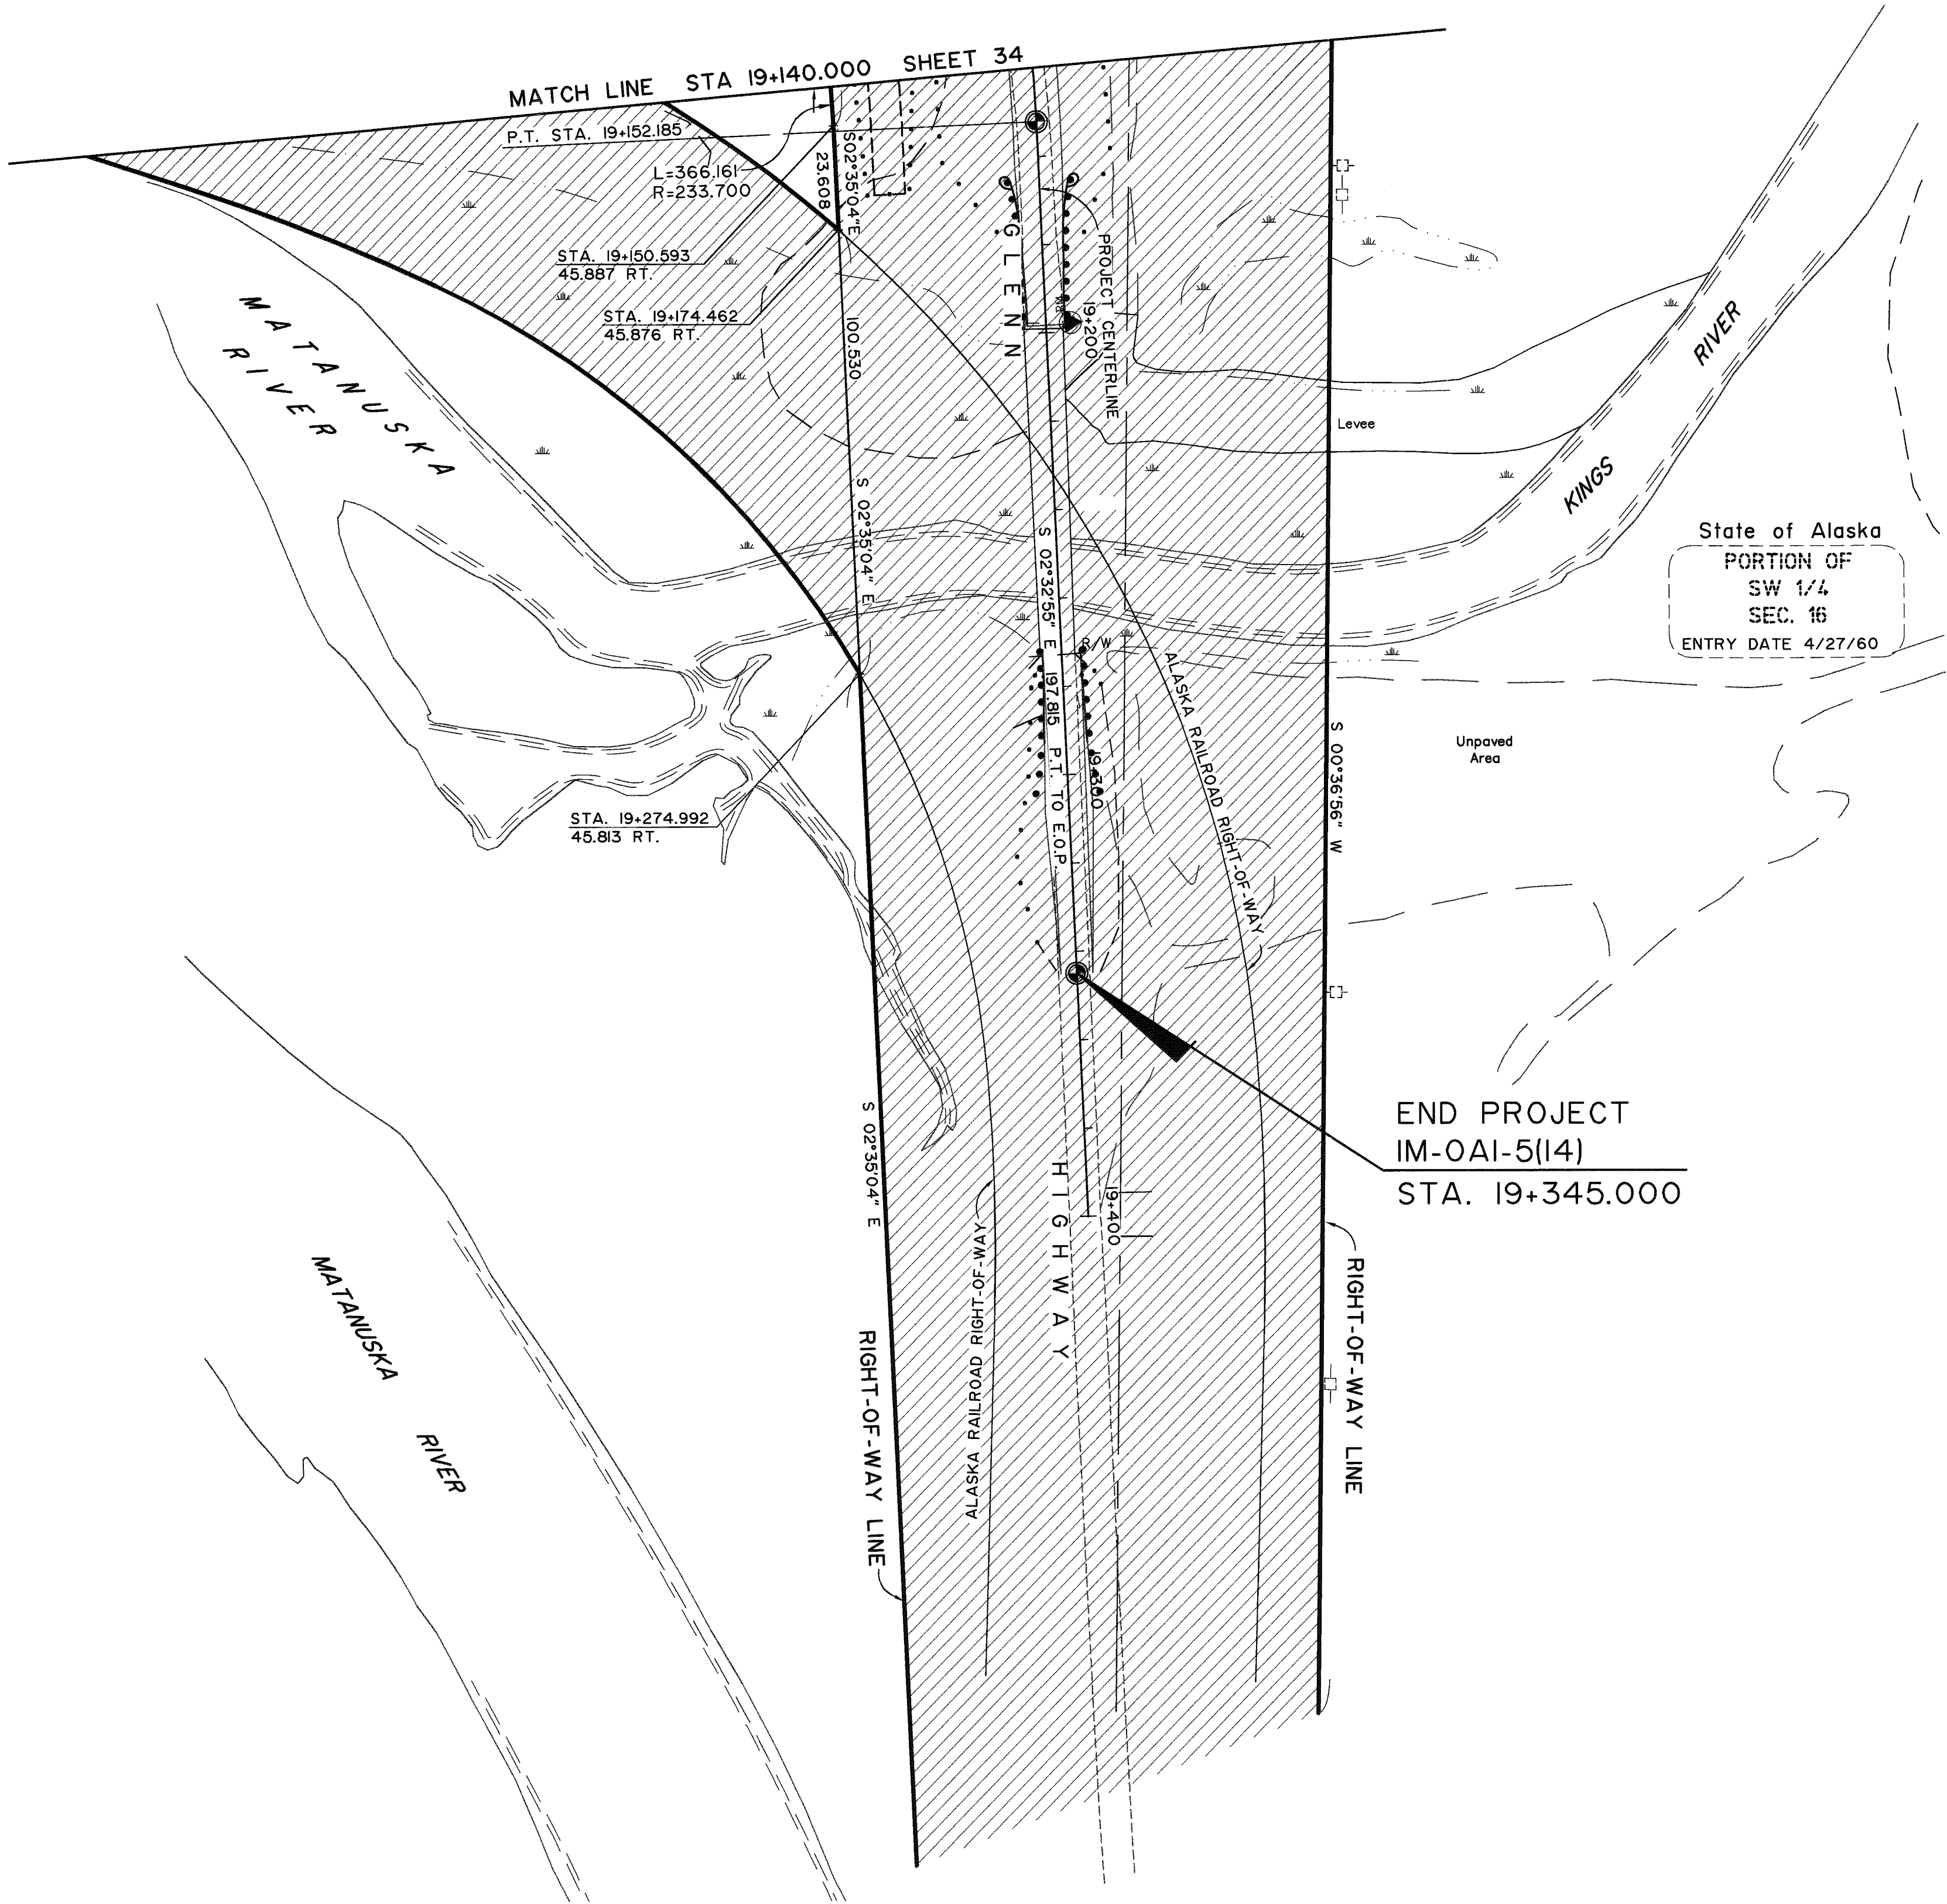 MATCH LINE STA 19+140.000 SHEET 34
P.T. STA. 19+152.185
L=366.161
R=233.700
S02°35'04"E
23.608
STA. 19+150.593
45.887 RT.
STA. 19+174.462
45.876 RT.
100.530
GLENN
PROJECT CENTERLINE
19+200
MATANUSKA
RIVER
KINGS
RIVER
Levee
S 02°35'04" E
S 02°32'55" E 197.815 P.T. TO E.O.P.
R/W
19+300
ALASKA RAILROAD RIGHT-OF-WAY
State of Alaska
PORTION OF
SW 1/4
SEC. 16
ENTRY DATE 4/27/60
S 00°36'56" W
Unpaved
Area
STA. 19+274.992
45.813 RT.
END PROJECT
IM-0A1-5(14)
STA. 19+345.000
S 02°35'04" E
19+400
HIGHWAY
ALASKA RAILROAD RIGHT-OF-WAY
RIGHT-OF-WAY LINE
RIGHT-OF-WAY LINE
MATANUSKA
RIVER